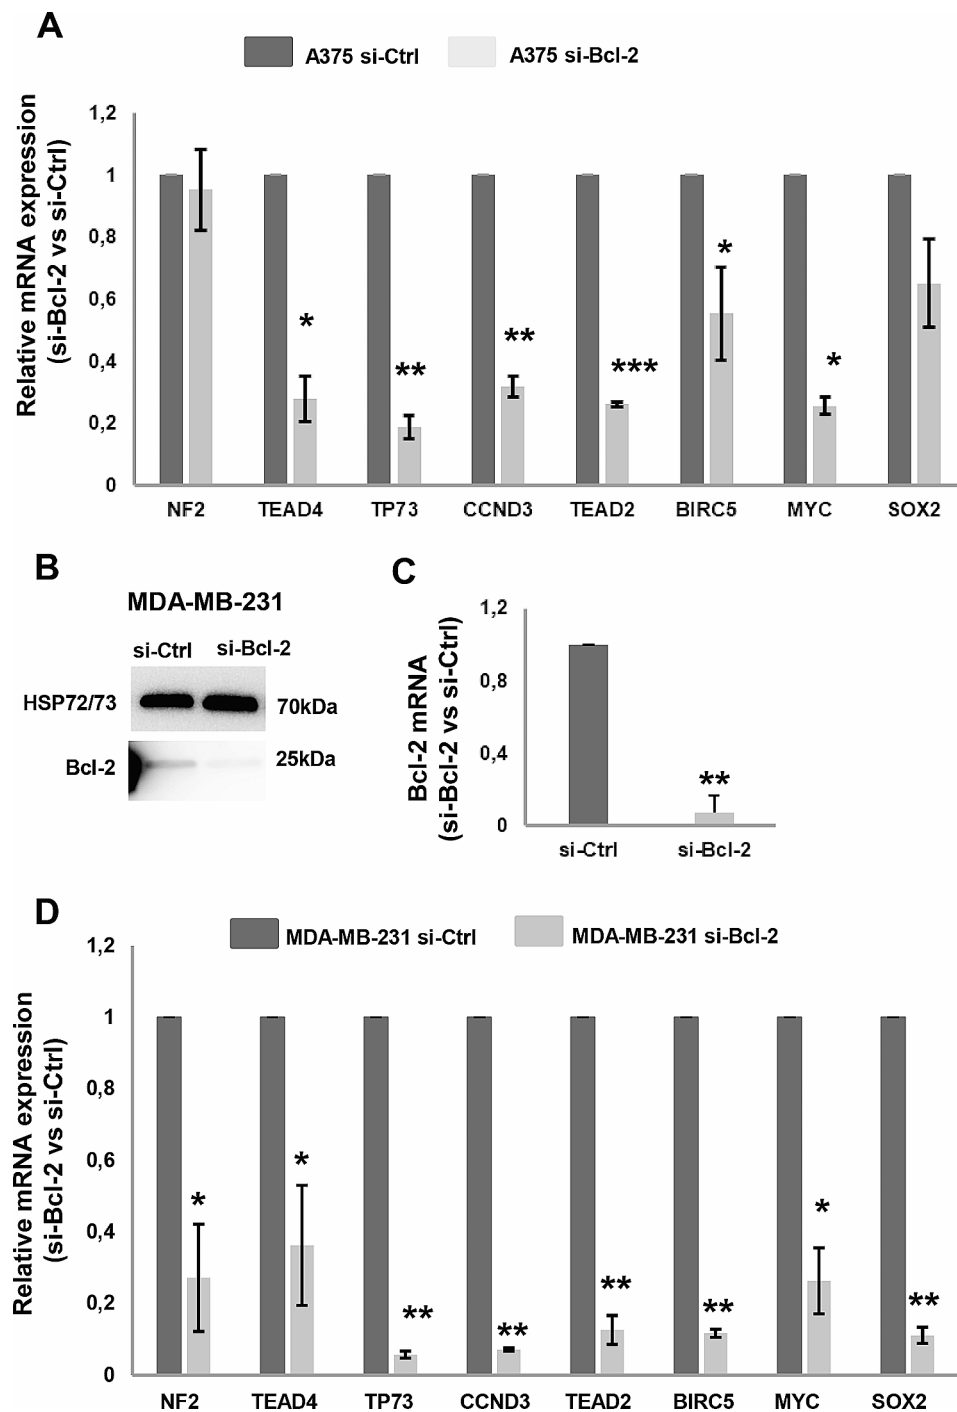 A
A375 si-Ctrl
A375 si-Bcl-2
Relative mRNA expression
(si-Bcl-2 vs si-Ctrl)
1,2
1
0,8
0,6
0,4
0,2
0
*
**
**
***
*
*
NF2 TEAD4 TP73 CCND3 TEAD2 BIRC5 MYC SOX2
B
MDA-MB-231
si-Ctrl si-Bcl-2
HSP72/73
70kDa
Bcl-2
25kDa
C
Bcl-2 mRNA
(si-Bcl-2 vs si-Ctrl)
1,2
0,8
0,4
0
**
si-Ctrl si-Bcl-2
D
MDA-MB-231 si-Ctrl
MDA-MB-231 si-Bcl-2
Relative mRNA expression
(si-Bcl-2 vs si-Ctrl)
1,2
1
0,8
0,6
0,4
0,2
0
*
*
**
**
**
**
*
**
NF2 TEAD4 TP73 CCND3 TEAD2 BIRC5 MYC SOX2